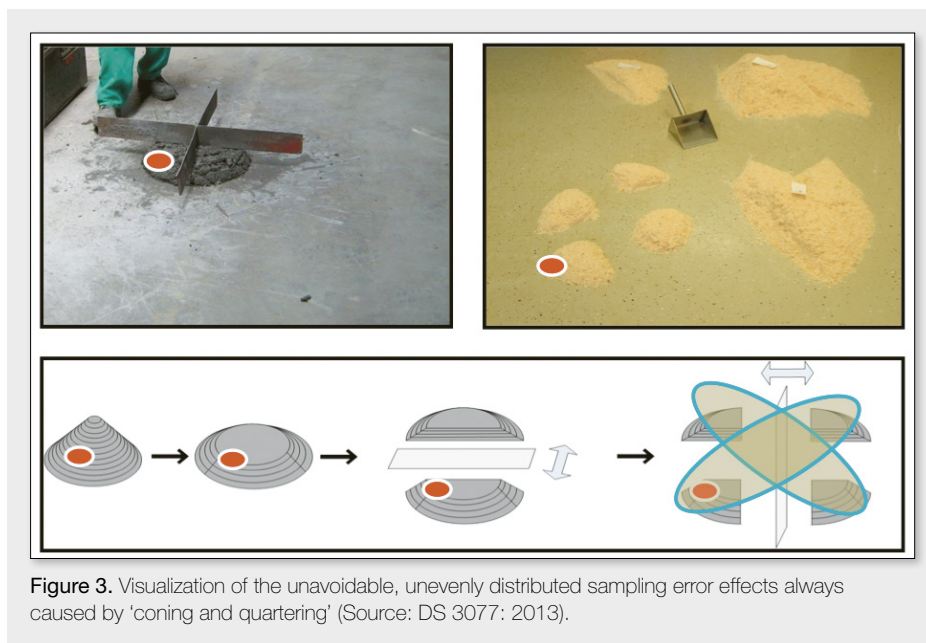 Figure 3. Visualization of the unavoidable, unevenly distributed sampling error effects always
caused by ‘coning and quartering’ (Source: DS 3077: 2013).